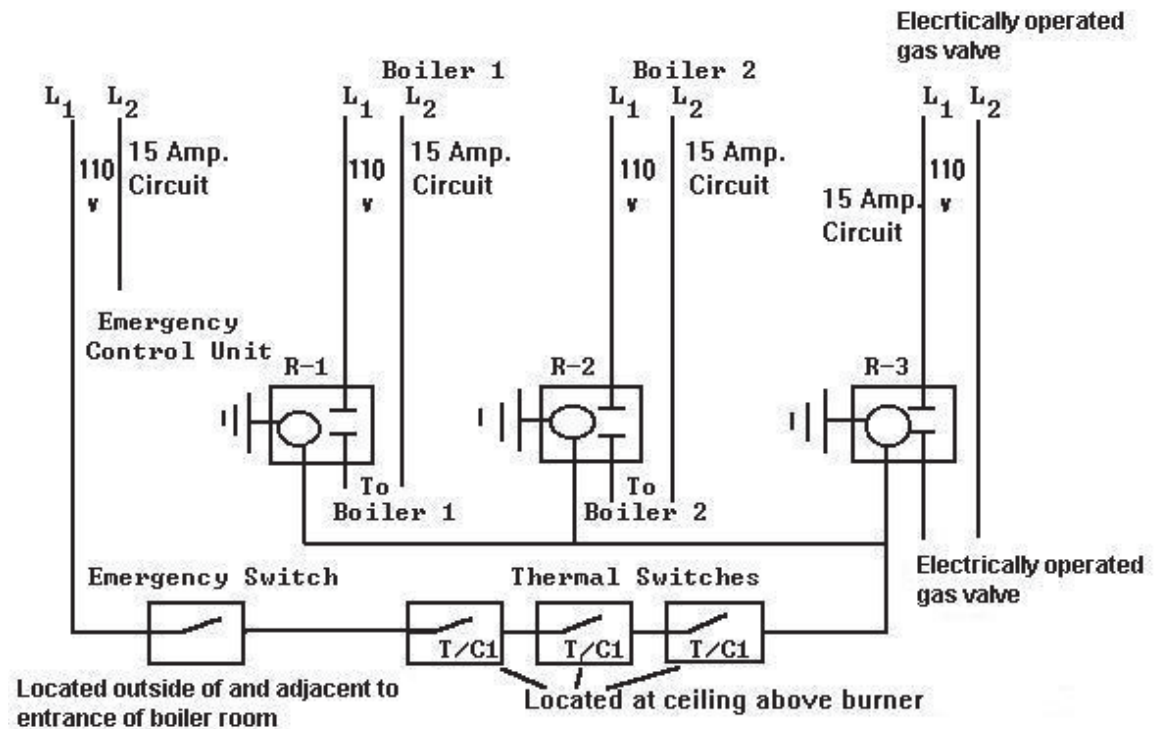 Elecrtically operated
gas valve
Boiler 1
Boiler 2
L1 L2
L1 L2
L1 L2
L1 L2
110
v
15 Amp.
Circuit
110
v
15 Amp.
Circuit
110
v
15 Amp.
Circuit
110
v
15 Amp.
Circuit
Emergency
Control Unit
R-1
R-2
R-3
To
Boiler 1
To
Boiler 2
Electrically operated
gas valve
Emergency Switch
Thermal Switches
T/C1
T/C1
T/C1
Located outside of and adjacent to
entrance of boiler room
Located at ceiling above burner